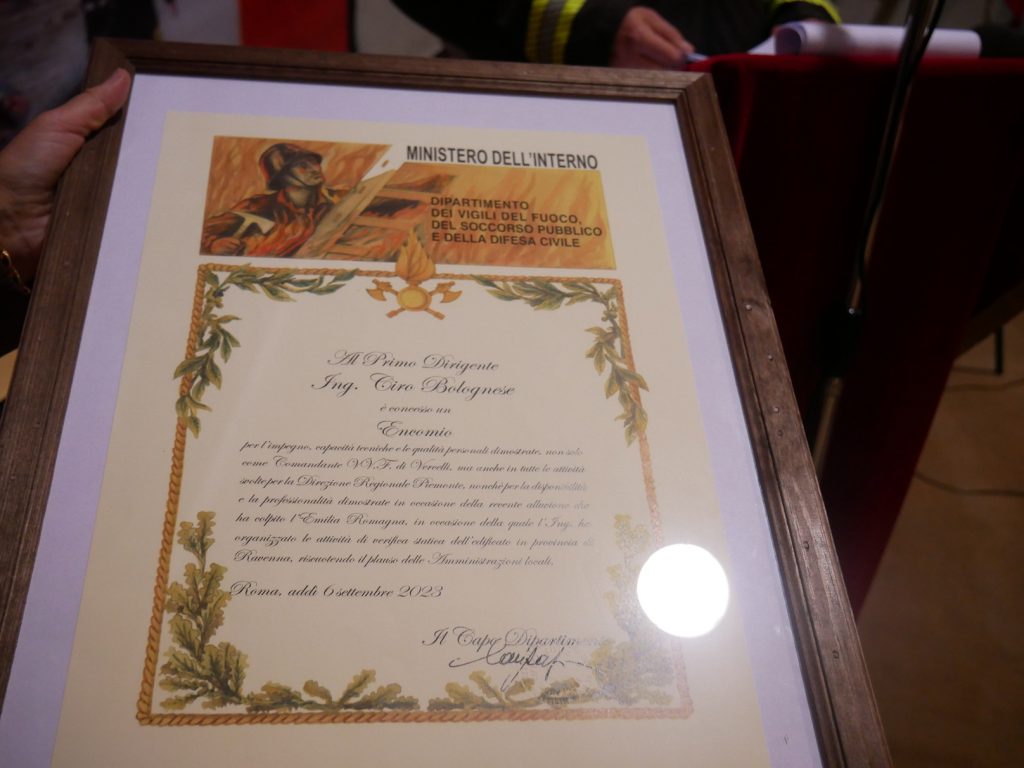 MINISTERO DELL'INTERNO
DIPARTIMENTO
DEI VIGILI DEL FUOCO,
DEL SOCCORSO PUBBLICO
E DELLA DIFESA CIVILE
Al Primo Dirigente
Ing. Ciro Bolognese
è concesso un
Encomio
per l'impegno, capacità tecniche e le qualità personali dimostrate, non solo
come Comandante VV.F. di Vercelli, ma anche in tutte le attività
svolte per la Direzione Regionale Piemonte, nonchè per la disponibilità
e la professionalità dimostrate in occasione della recente alluvione che
ha colpito l'Emilia Romagna, in occasione della quale l'Ing. ha
organizzato le attività di verifica statica dell'edificato in provincia di
Ravenna, riscuotendo il plauso delle Amministrazioni locali.
Roma, addì 6 settembre 2023
Il Capo Dipartimento